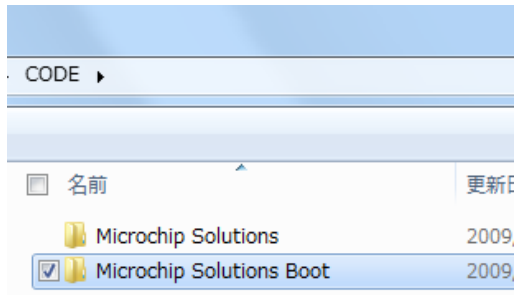 CODE
名前 更新日
Microchip Solutions 2009/
Microchip Solutions Boot 2009/